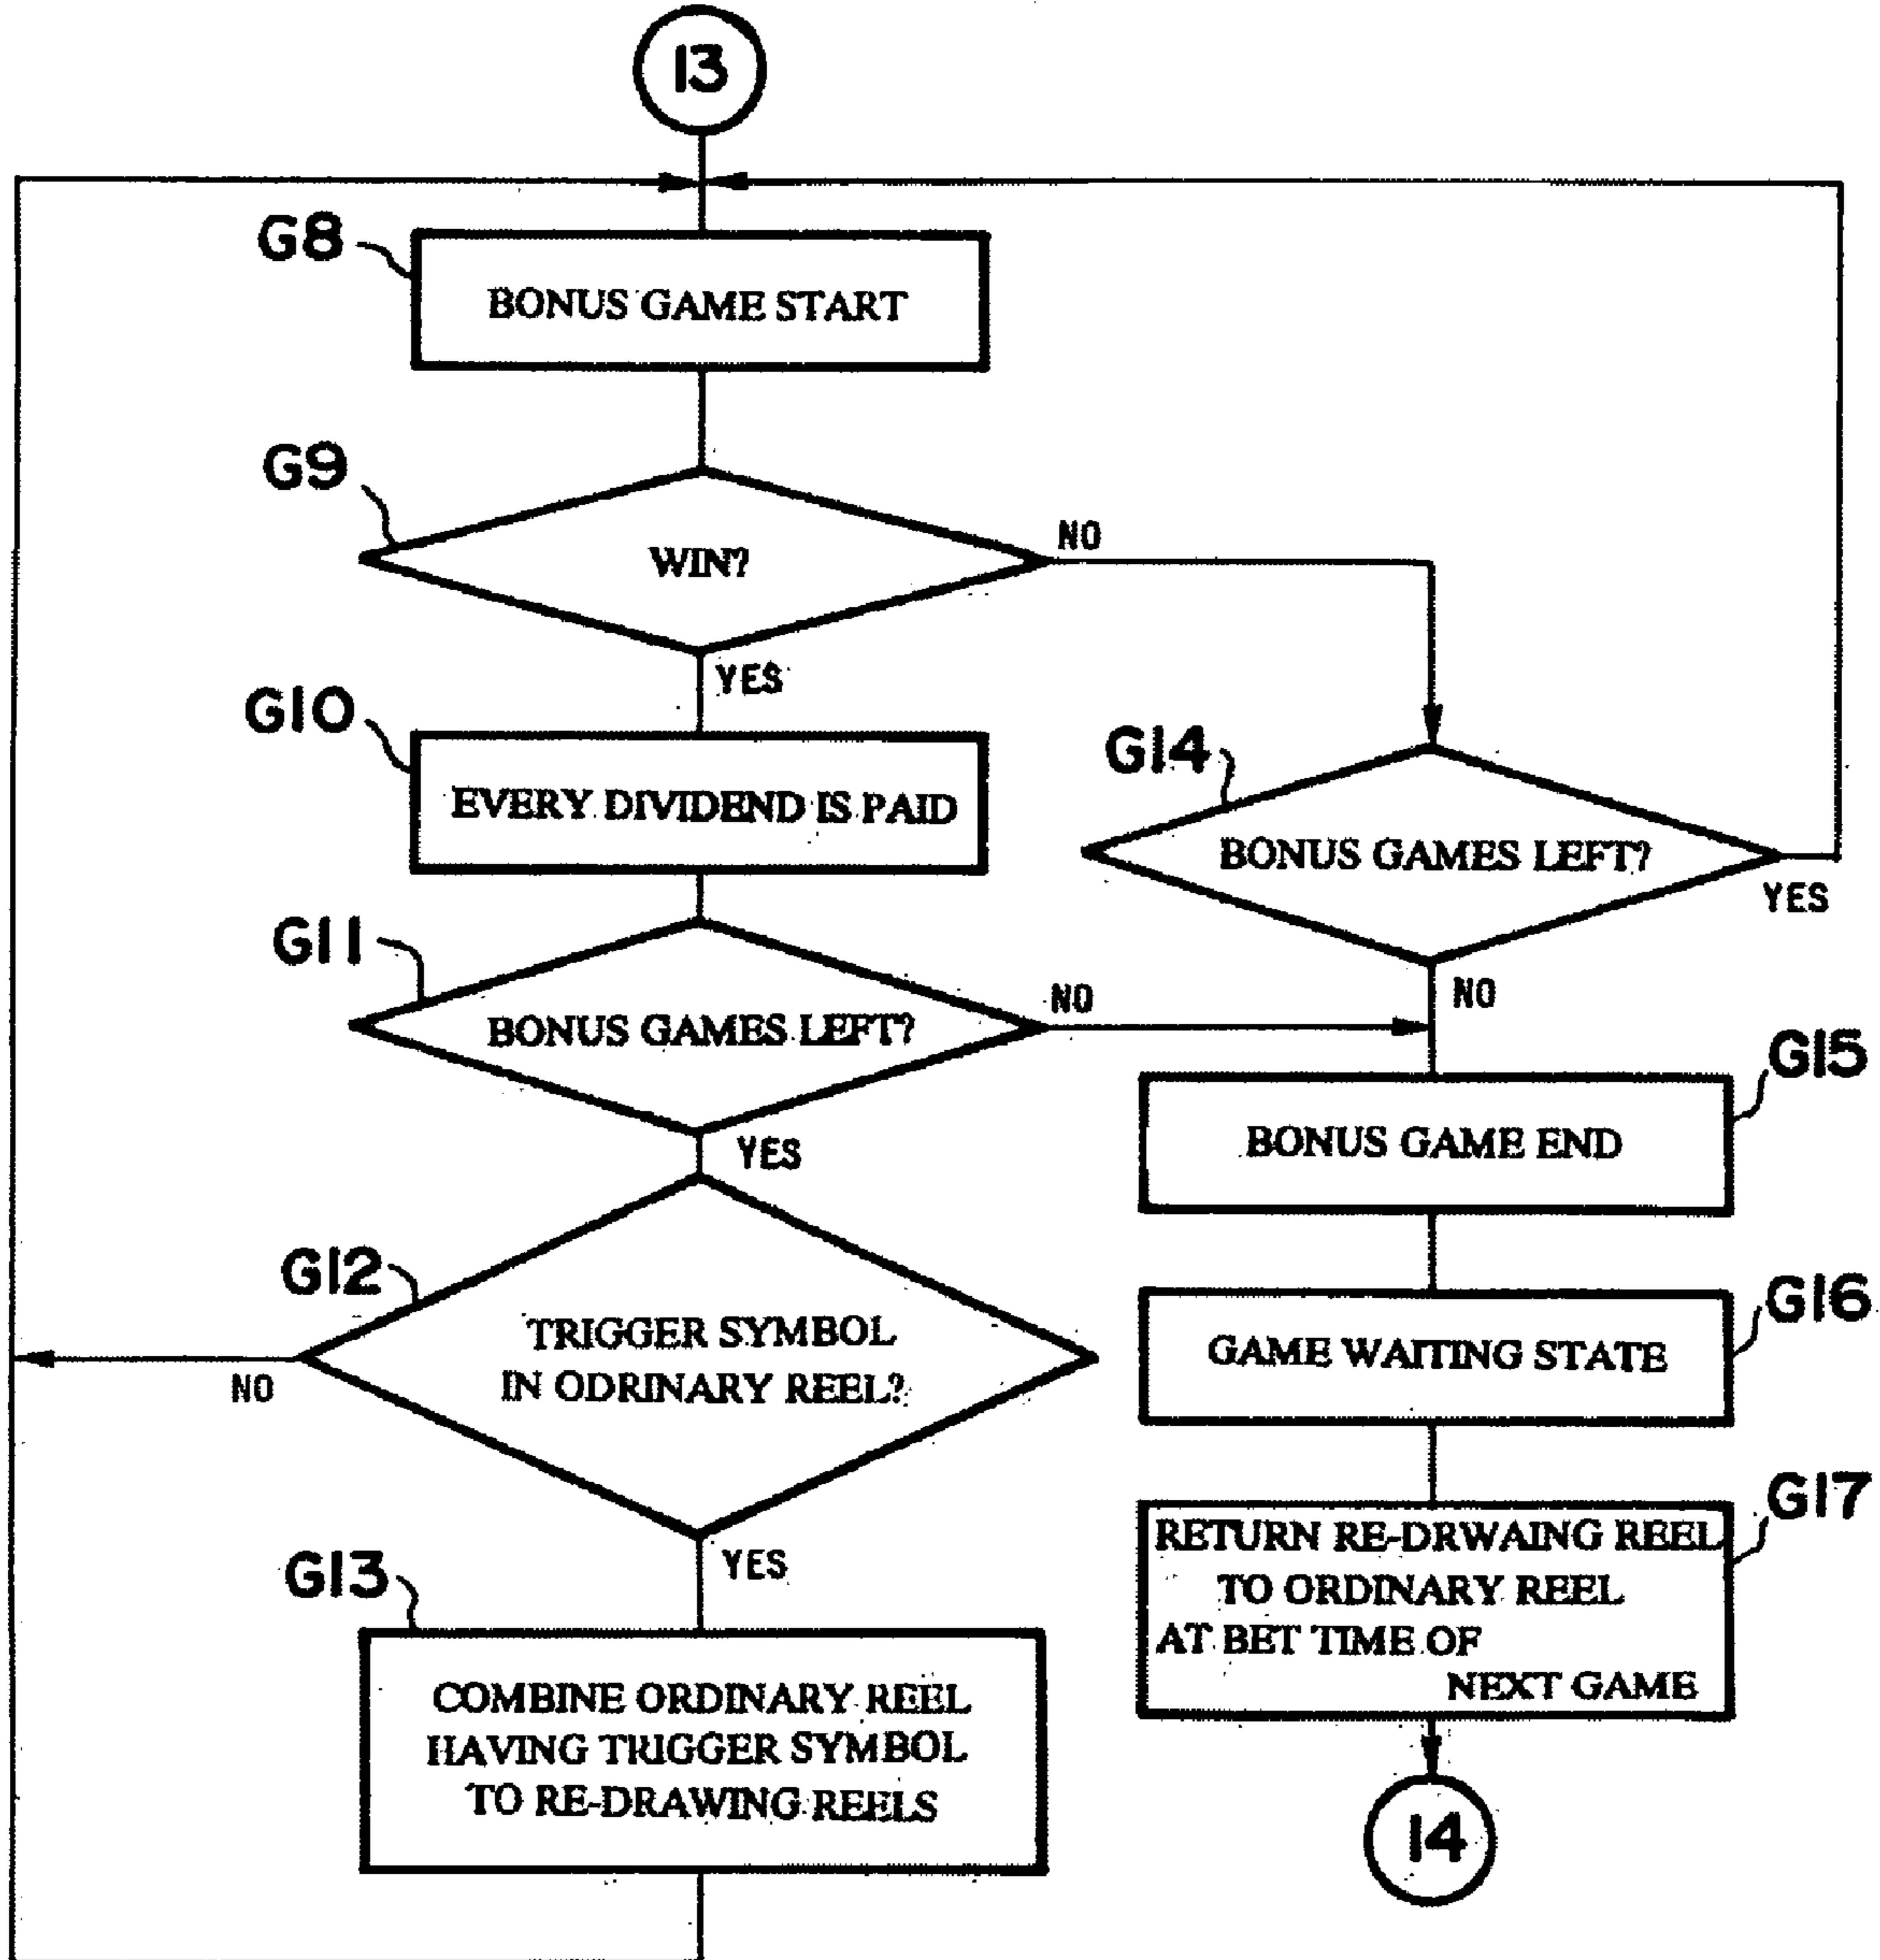 13
G8
BONUS GAME START
G9
WIN?
NO
YES
G10
EVERY DIVIDEND IS PAID
G14
BONUS GAMES LEFT?
YES
NO
G11
BONUS GAMES LEFT?
NO
YES
G15
BONUS GAME END
G12
TRIGGER SYMBOL
IN ODRINARY REEL?
NO
YES
G16
GAME WAITING STATE
G17
RETURN RE-DRWAING REEL
TO ORDINARY REEL
AT BET TIME OF
NEXT GAME
G13
COMBINE ORDINARY REEL
HAVING TRIGGER SYMBOL
TO RE-DRAWING REELS
14